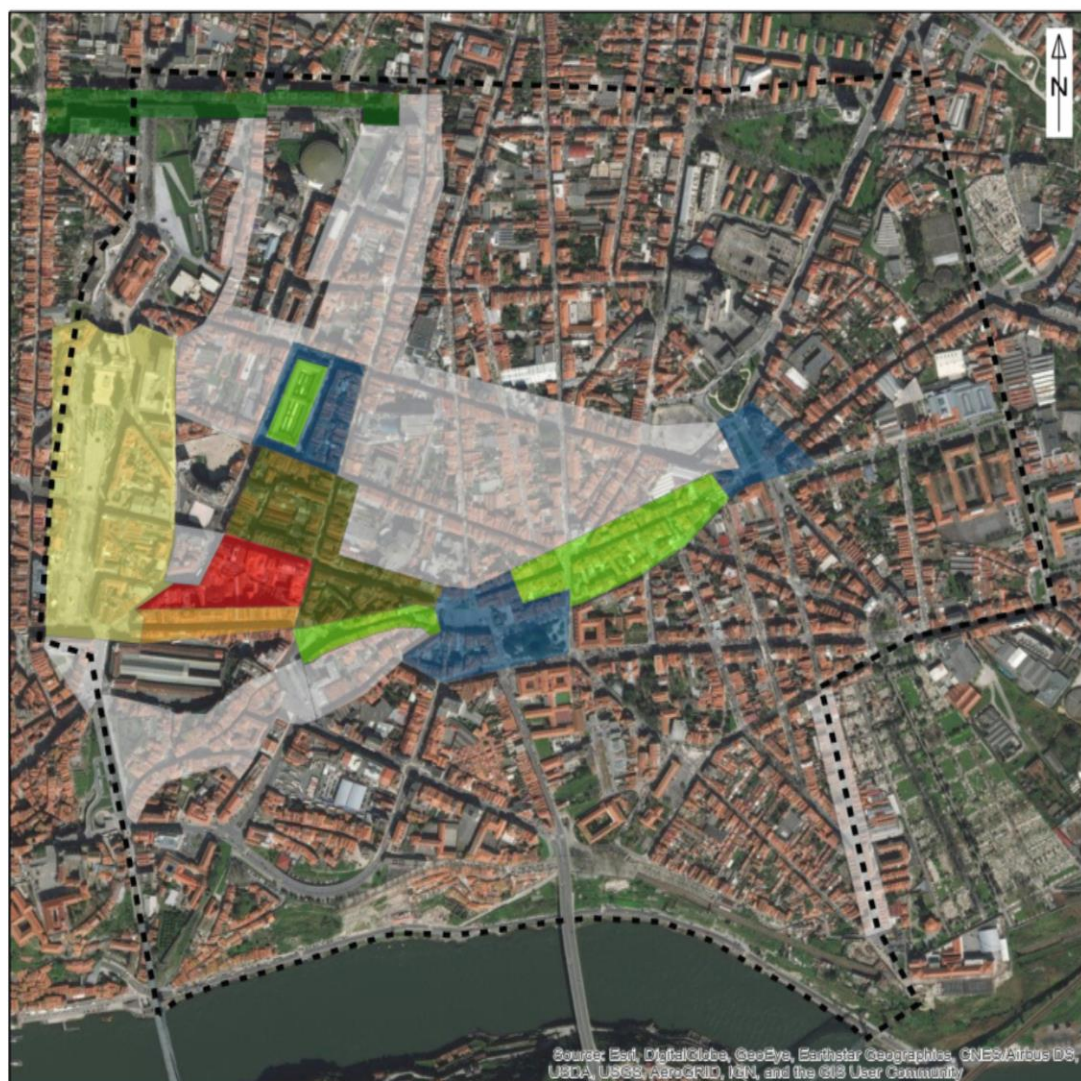 N
Source: Esri, DigitalGlobe, GeoEye, Earthstar Geographics, CNES/Airbus DS,
USDA, USGS, AeroGRID, IGN, and the GIS User Community